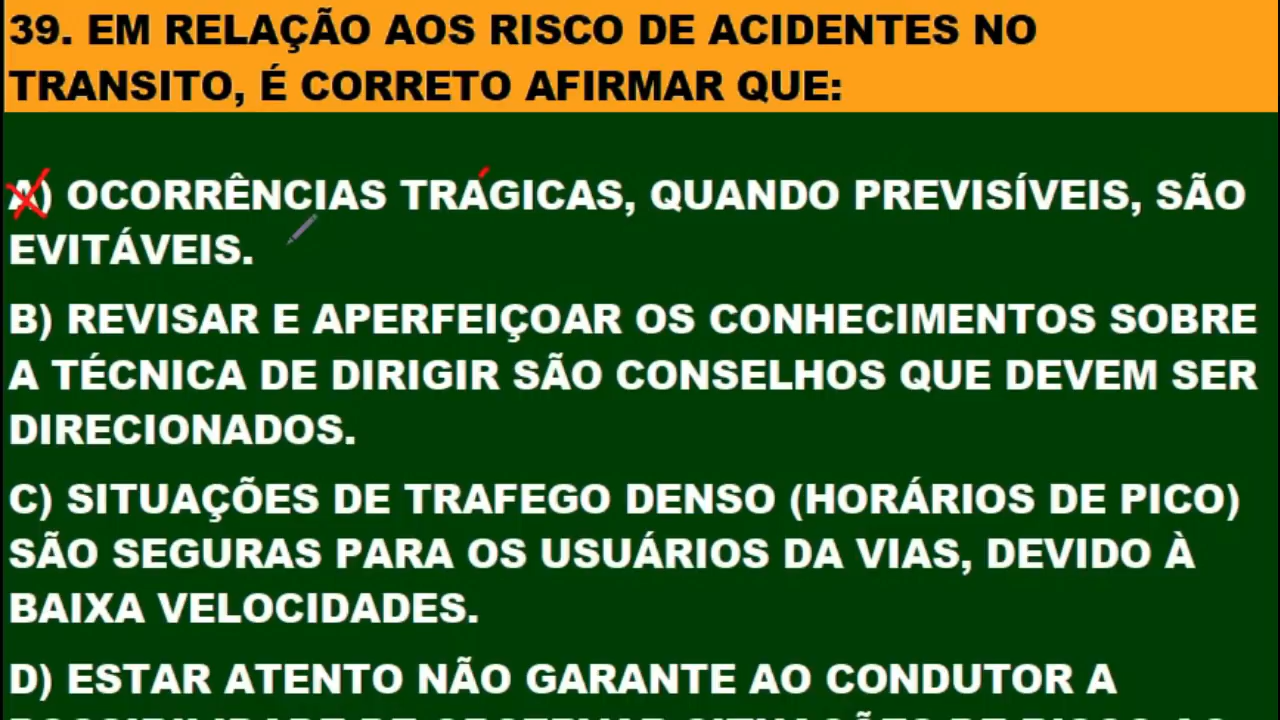 39. EM RELAÇÃO AOS RISCO DE ACIDENTES NO
TRANSITO, É CORRETO AFIRMAR QUE:
A) OCORRÊNCIAS TRÁGICAS, QUANDO PREVISÍVEIS, SÃO
EVITÁVEIS.
B) REVISAR E APERFEIÇOAR OS CONHECIMENTOS SOBRE
A TÉCNICA DE DIRIGIR SÃO CONSELHOS QUE DEVEM SER
DIRECIONADOS.
C) SITUAÇÕES DE TRAFEGO DENSO (HORÁRIOS DE PICO)
SÃO SEGURAS PARA OS USUÁRIOS DA VIAS, DEVIDO À
BAIXA VELOCIDADES.
D) ESTAR ATENTO NÃO GARANTE AO CONDUTOR A